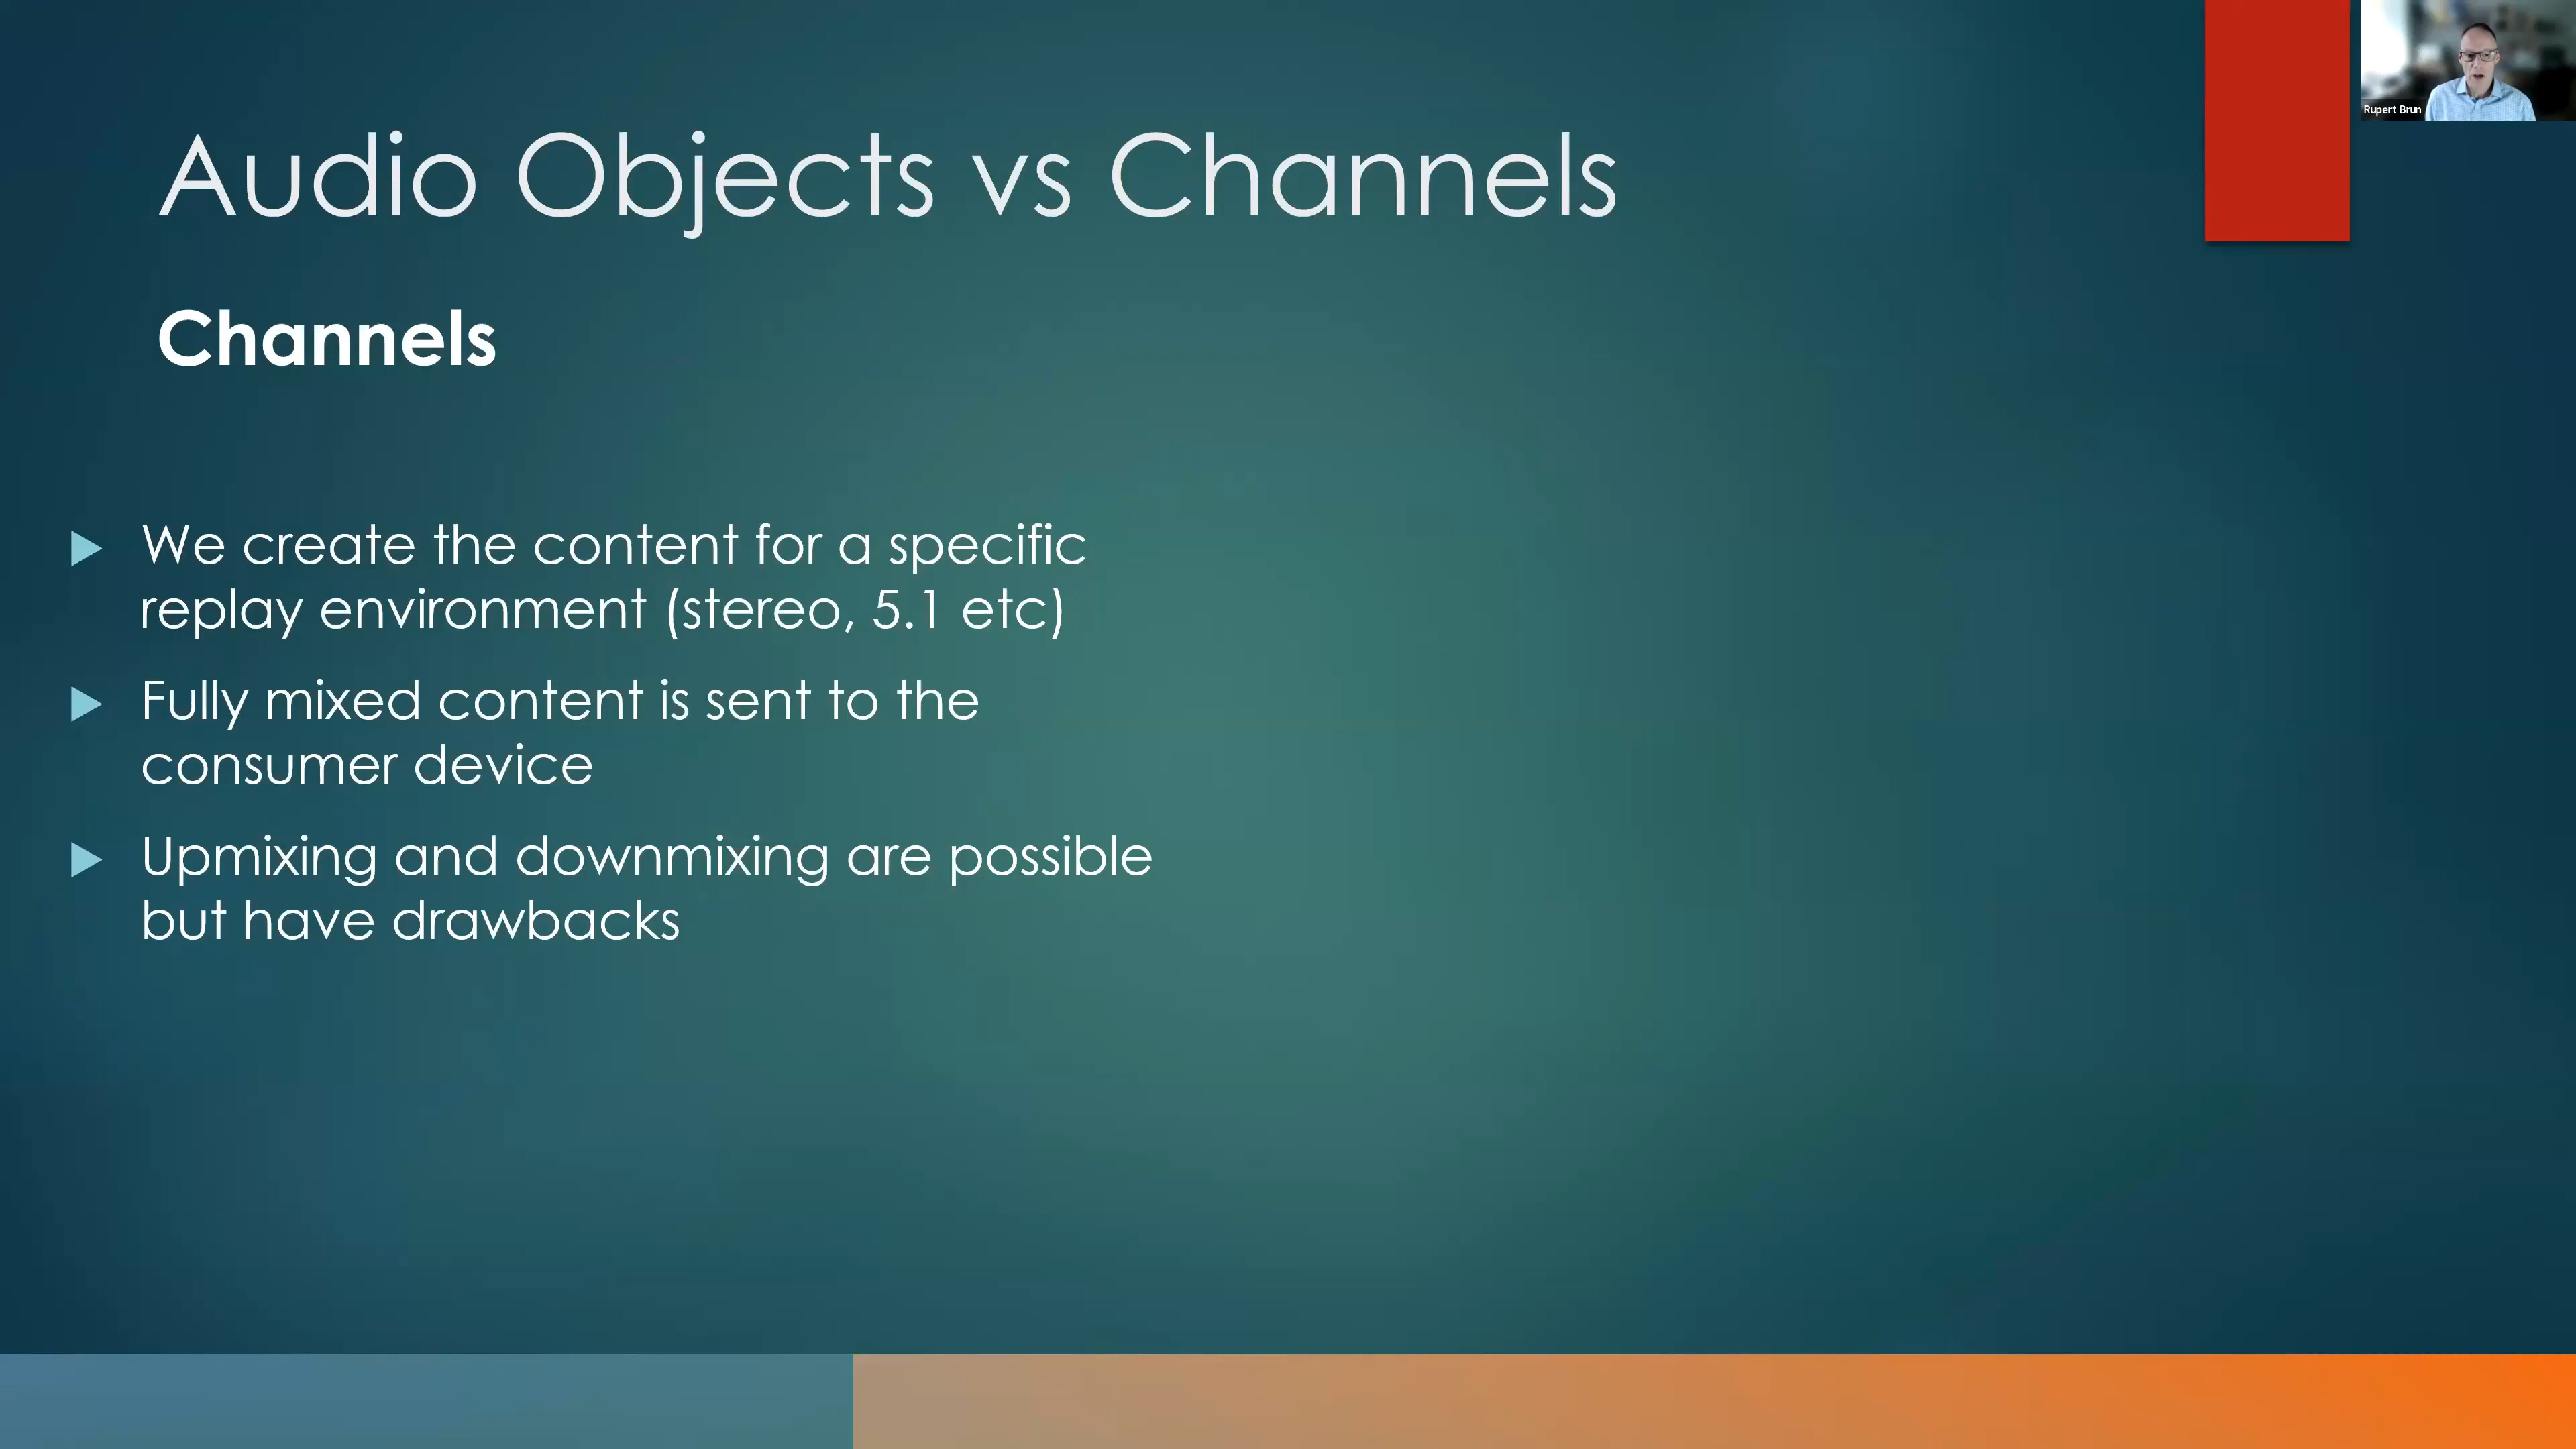 Audio Objects vs Channels
Rupert Brun
Channels
We create the content for a specific
replay environment (stereo, 5.1 etc)
Fully mixed content is sent to the
consumer device
Upmixing and downmixing are possible
but have drawbacks